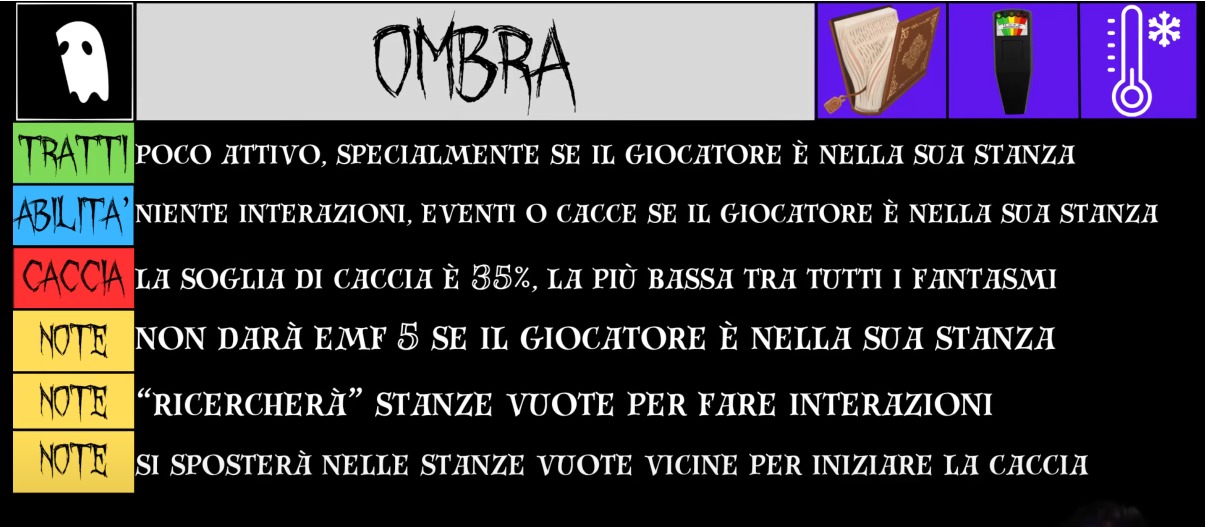 OMBRA
TRATTI POCO ATTIVO, SPECIALMENTE SE IL GIOCATORE È NELLA SUA STANZA
ABILITA' NIENTE INTERAZIONI, EVENTI O CACCE SE IL GIOCATORE È NELLA SUA STANZA
CACCIA LA SOGLIA DI CACCIA È 35%, LA PIÙ BASSA TRA TUTTI I FANTASMI
NOTE NON DARÀ EMF 5 SE IL GIOCATORE È NELLA SUA STANZA
NOTE “RICERCHERÀ” STANZE VUOTE PER FARE INTERAZIONI
NOTE SI SPOSTERÀ NELLE STANZE VUOTE VICINE PER INIZIARE LA CACCIA